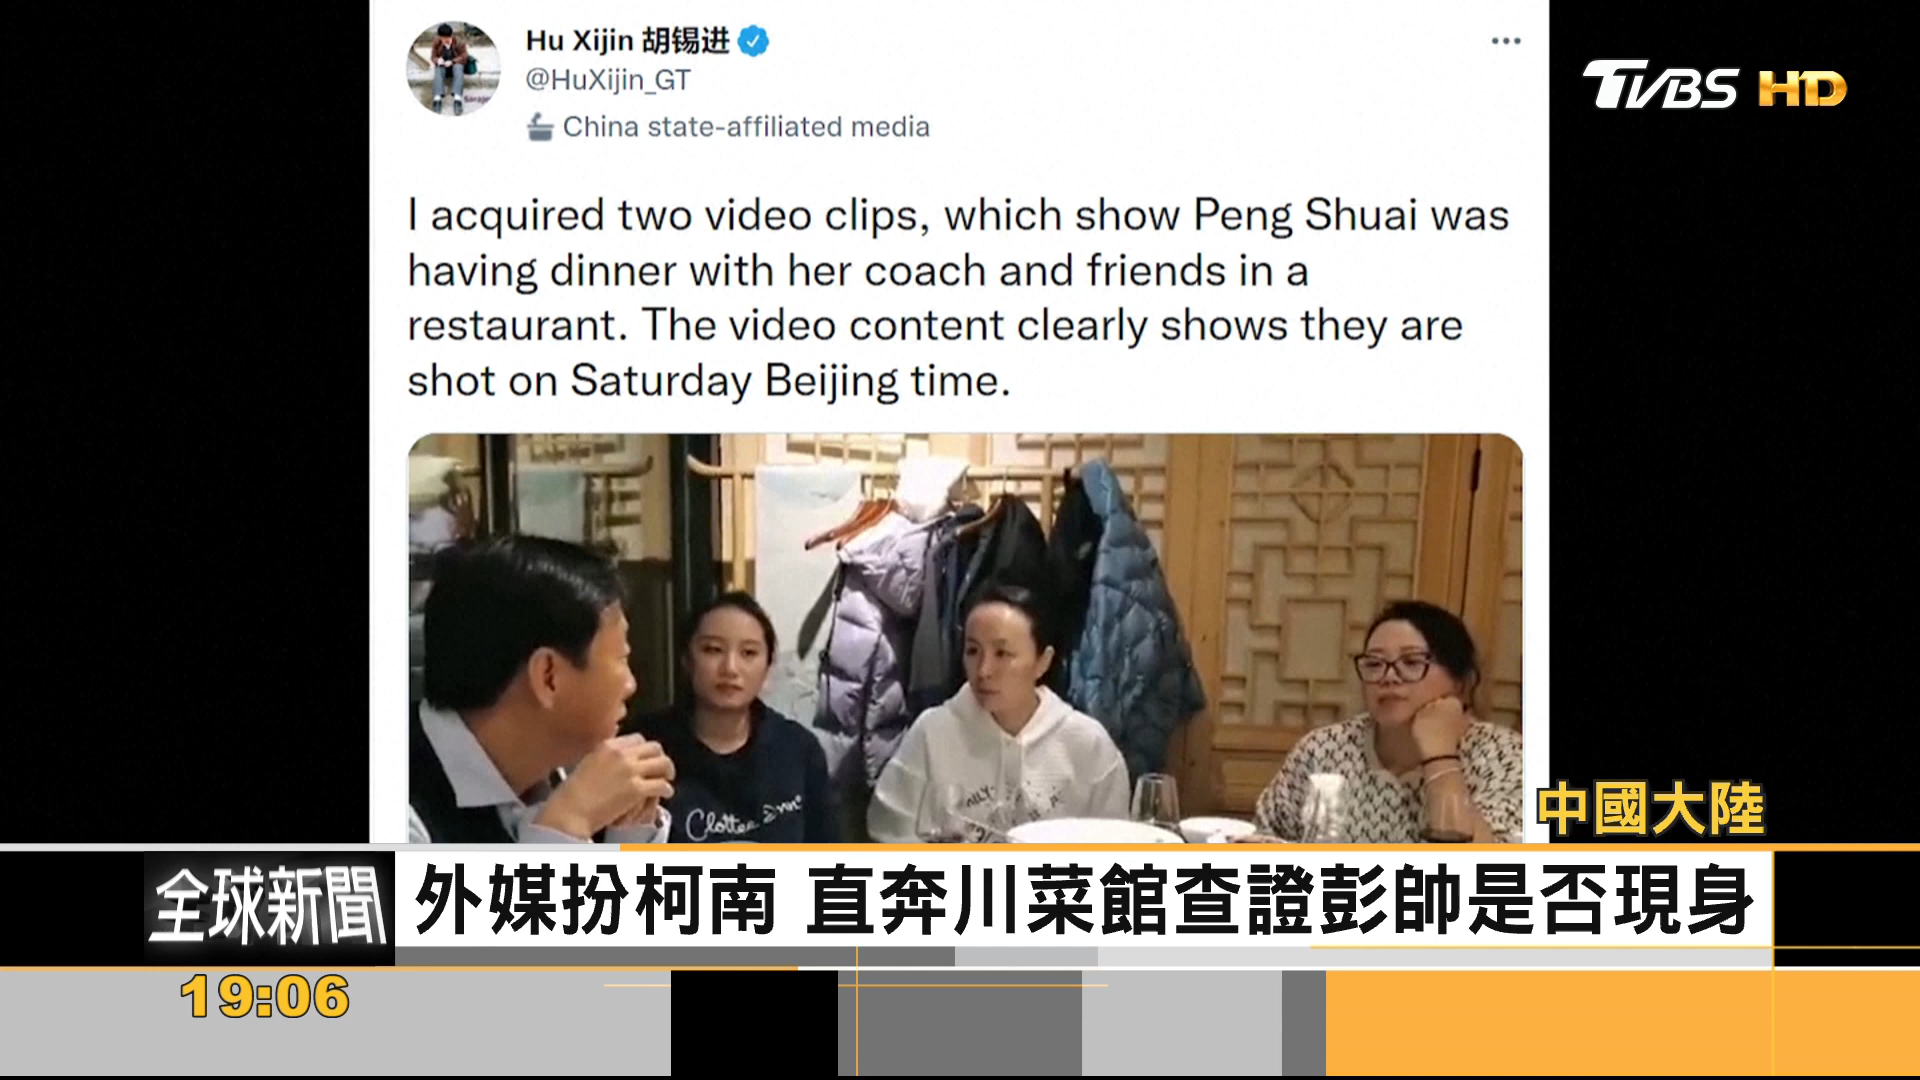 Hu Xijin 胡锡进
@HuXijin_GT
China state-affiliated media
TVBS HD
I acquired two video clips, which show Peng Shuai was
having dinner with her coach and friends in a
restaurant. The video content clearly shows they are
shot on Saturday Beijing time.
中國大陸
全球新聞
外媒扮柯南 直奔川菜館查證彭帥是否現身
19:06